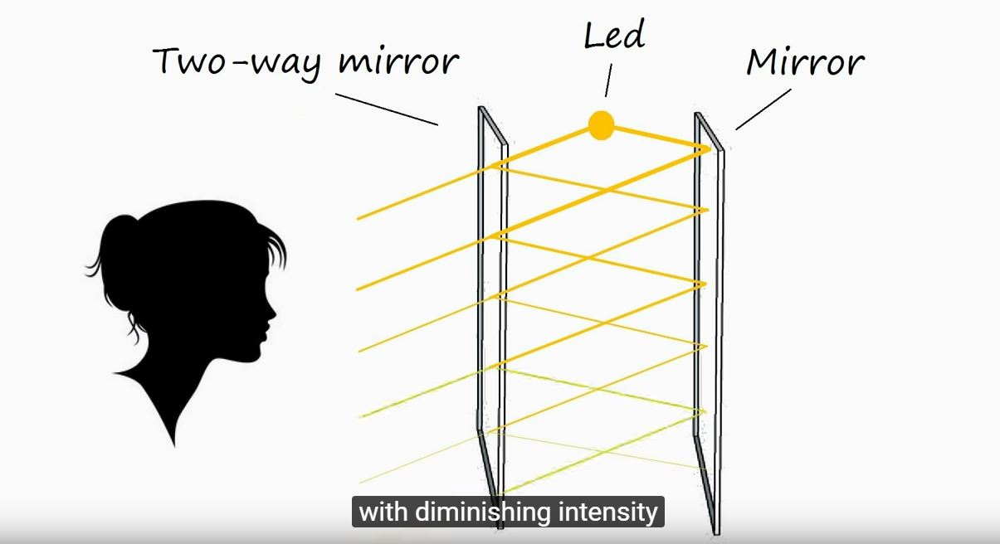 Two-way mirror
Led
Mirror
with diminishing intensity